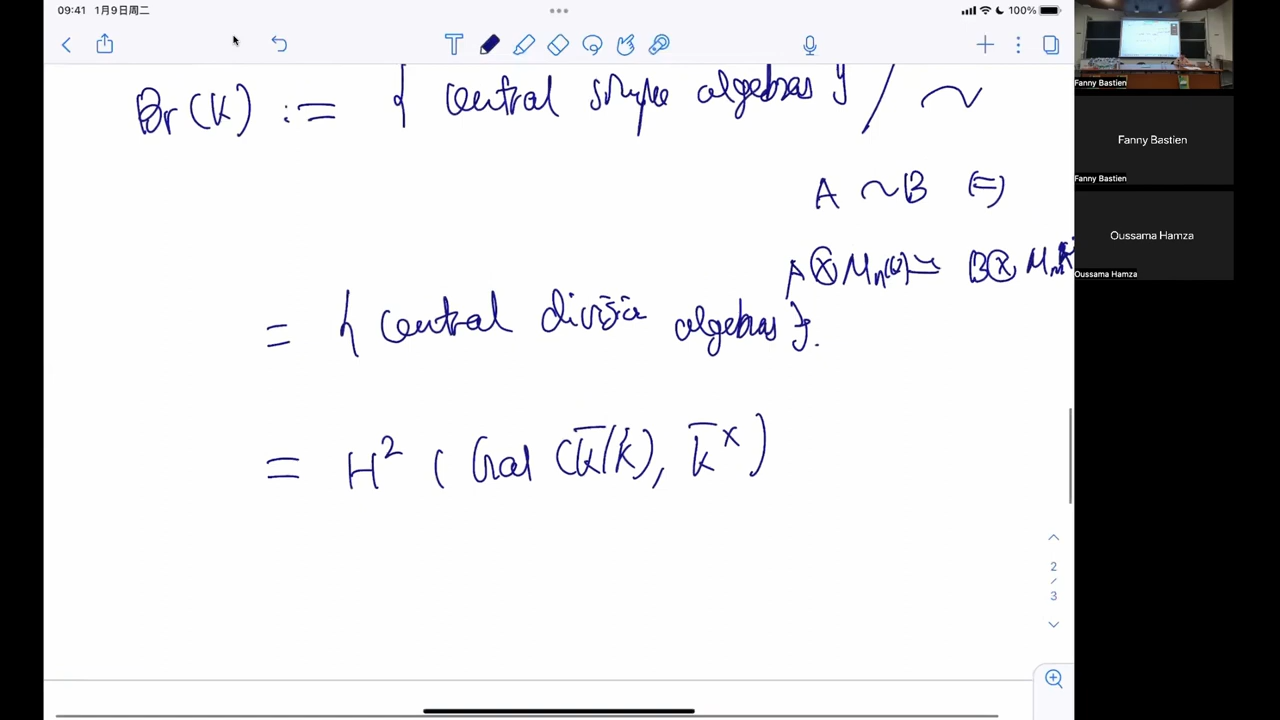 09:41 1月9日周二
100%
Br(k) := { central simple algebras } / ~
A ~ B ⇔
A ⊗ Mn(k) ≃ B ⊗ Mm(k)
= { central division algebras }.
= H² ( Gal (k̄/k), k̄^× )
2
/
3
Fanny Bastien
Fanny Bastien
Fanny Bastien
Oussama Hamza
Oussama Hamza